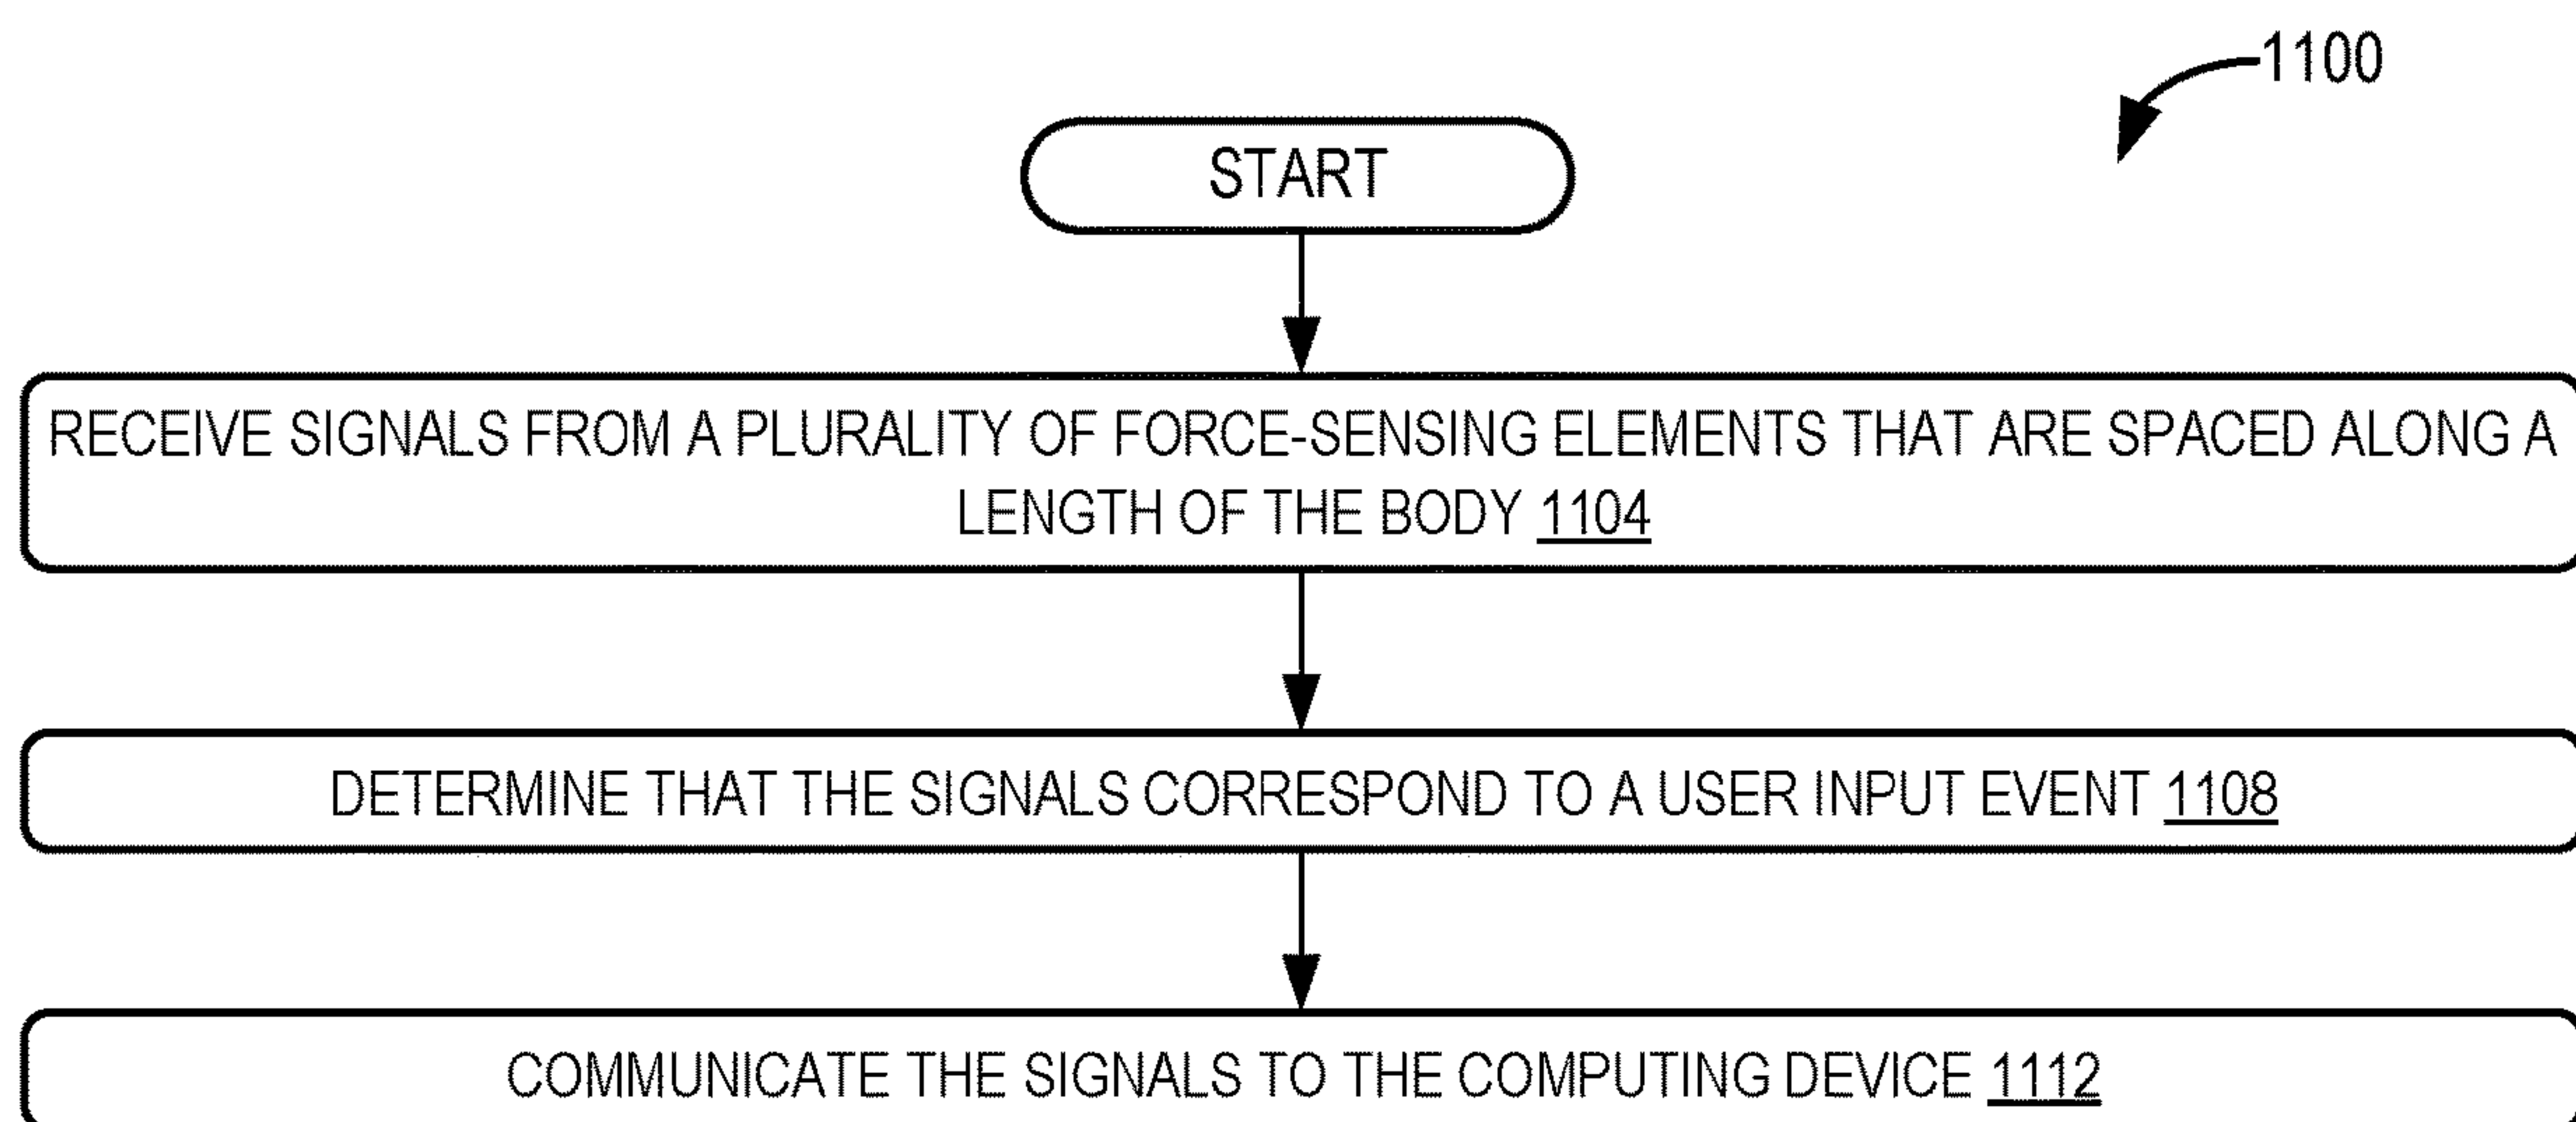 1100
START
RECEIVE SIGNALS FROM A PLURALITY OF FORCE-SENSING ELEMENTS THAT ARE SPACED ALONG A
LENGTH OF THE BODY 1104
DETERMINE THAT THE SIGNALS CORRESPOND TO A USER INPUT EVENT 1108
COMMUNICATE THE SIGNALS TO THE COMPUTING DEVICE 1112